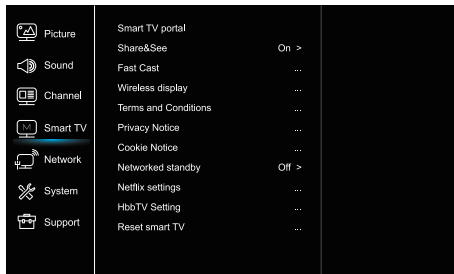 Picture
Sound
Channel
M
Smart TV
Network
System
Support
Smart TV portal
Share&See On >
Fast Cast ...
Wireless display ...
Terms and Conditions ...
Privacy Notice ...
Cookie Notice ...
Networked standby Off >
Netflix settings ...
HbbTV Setting ...
Reset smart TV ...